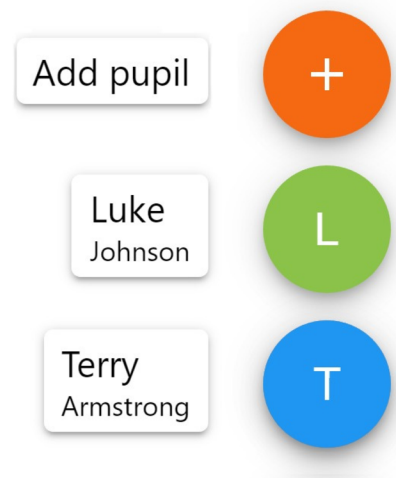 Add pupil +
Luke L
Johnson
Terry T
Armstrong